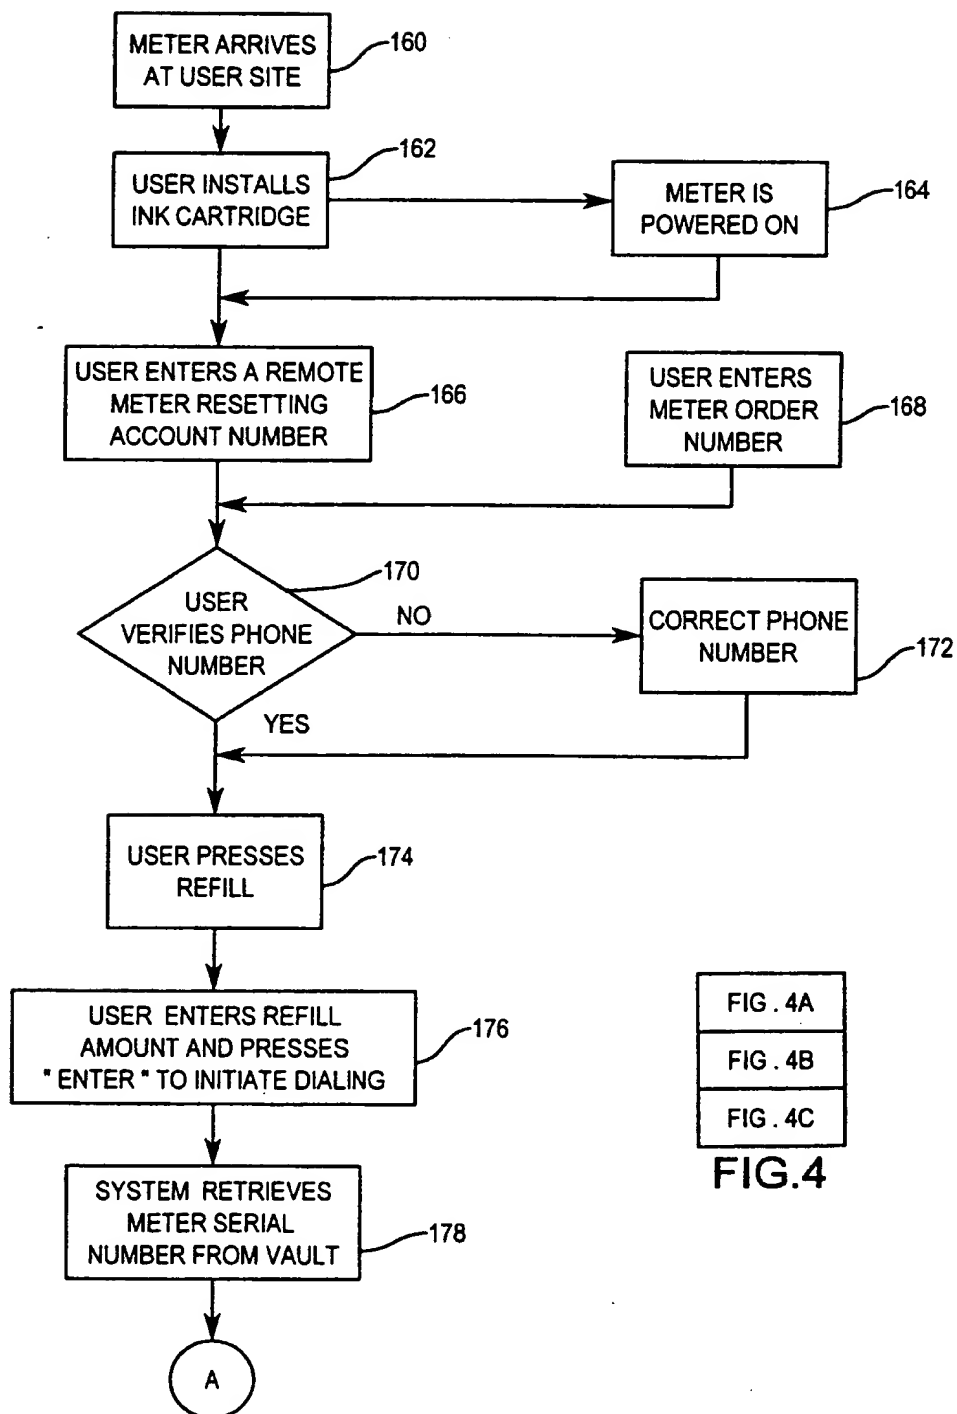 METER ARRIVES
AT USER SITE
160
USER INSTALLS
INK CARTRIDGE
162
METER IS
POWERED ON
164
USER ENTERS A REMOTE
METER RESETTING
ACCOUNT NUMBER
166
USER ENTERS
METER ORDER
NUMBER
168
USER
VERIFIES PHONE
NUMBER
170
NO
CORRECT PHONE
NUMBER
172
YES
USER PRESSES
REFILL
174
USER ENTERS REFILL
AMOUNT AND PRESSES
" ENTER " TO INITIATE DIALING
176
SYSTEM RETRIEVES
METER SERIAL
NUMBER FROM VAULT
178
A
FIG . 4A
FIG . 4B
FIG . 4C
FIG.4